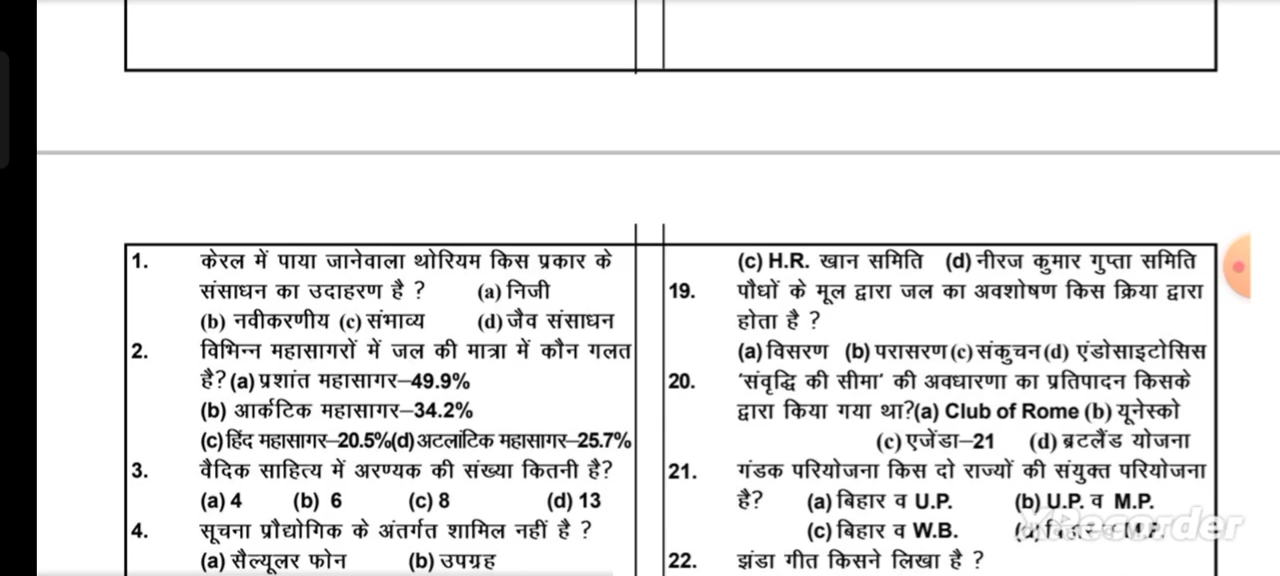 1. केरल में पाया जानेवाला थोरियम किस प्रकार के
संसाधन का उदाहरण है ? (a) निजी
(b) नवीकरणीय (c) संभाव्य (d) जैव संसाधन
2. विभिन्न महासागरों में जल की मात्रा में कौन गलत
है? (a) प्रशांत महासागर–49.9%
(b) आर्कटिक महासागर–34.2%
(c) हिंद महासागर–20.5% (d) अटलांटिक महासागर–25.7%
3. वैदिक साहित्य में अरण्यक की संख्या कितनी है?
(a) 4 (b) 6 (c) 8 (d) 13
4. सूचना प्रौद्योगिक के अंतर्गत शामिल नहीं है ?
(a) सैल्यूलर फोन (b) उपग्रह
(c) H.R. खान समिति (d) नीरज कुमार गुप्ता समिति
19. पौधों के मूल द्वारा जल का अवशोषण किस क्रिया द्वारा
होता है ?
(a) विसरण (b) परासरण (c) संकुचन (d) एंडोसाइटोसिस
20. 'संवृद्धि की सीमा' की अवधारणा का प्रतिपादन किसके
द्वारा किया गया था? (a) Club of Rome (b) यूनेस्को
(c) एजेंडा–21 (d) ब्रटलैंड योजना
21. गंडक परियोजना किस दो राज्यों की संयुक्त परियोजना
है? (a) बिहार व U.P. (b) U.P. व M.P.
(c) बिहार व W.B. (d) बिहार व M.P.
22. झंडा गीत किसने लिखा है ?